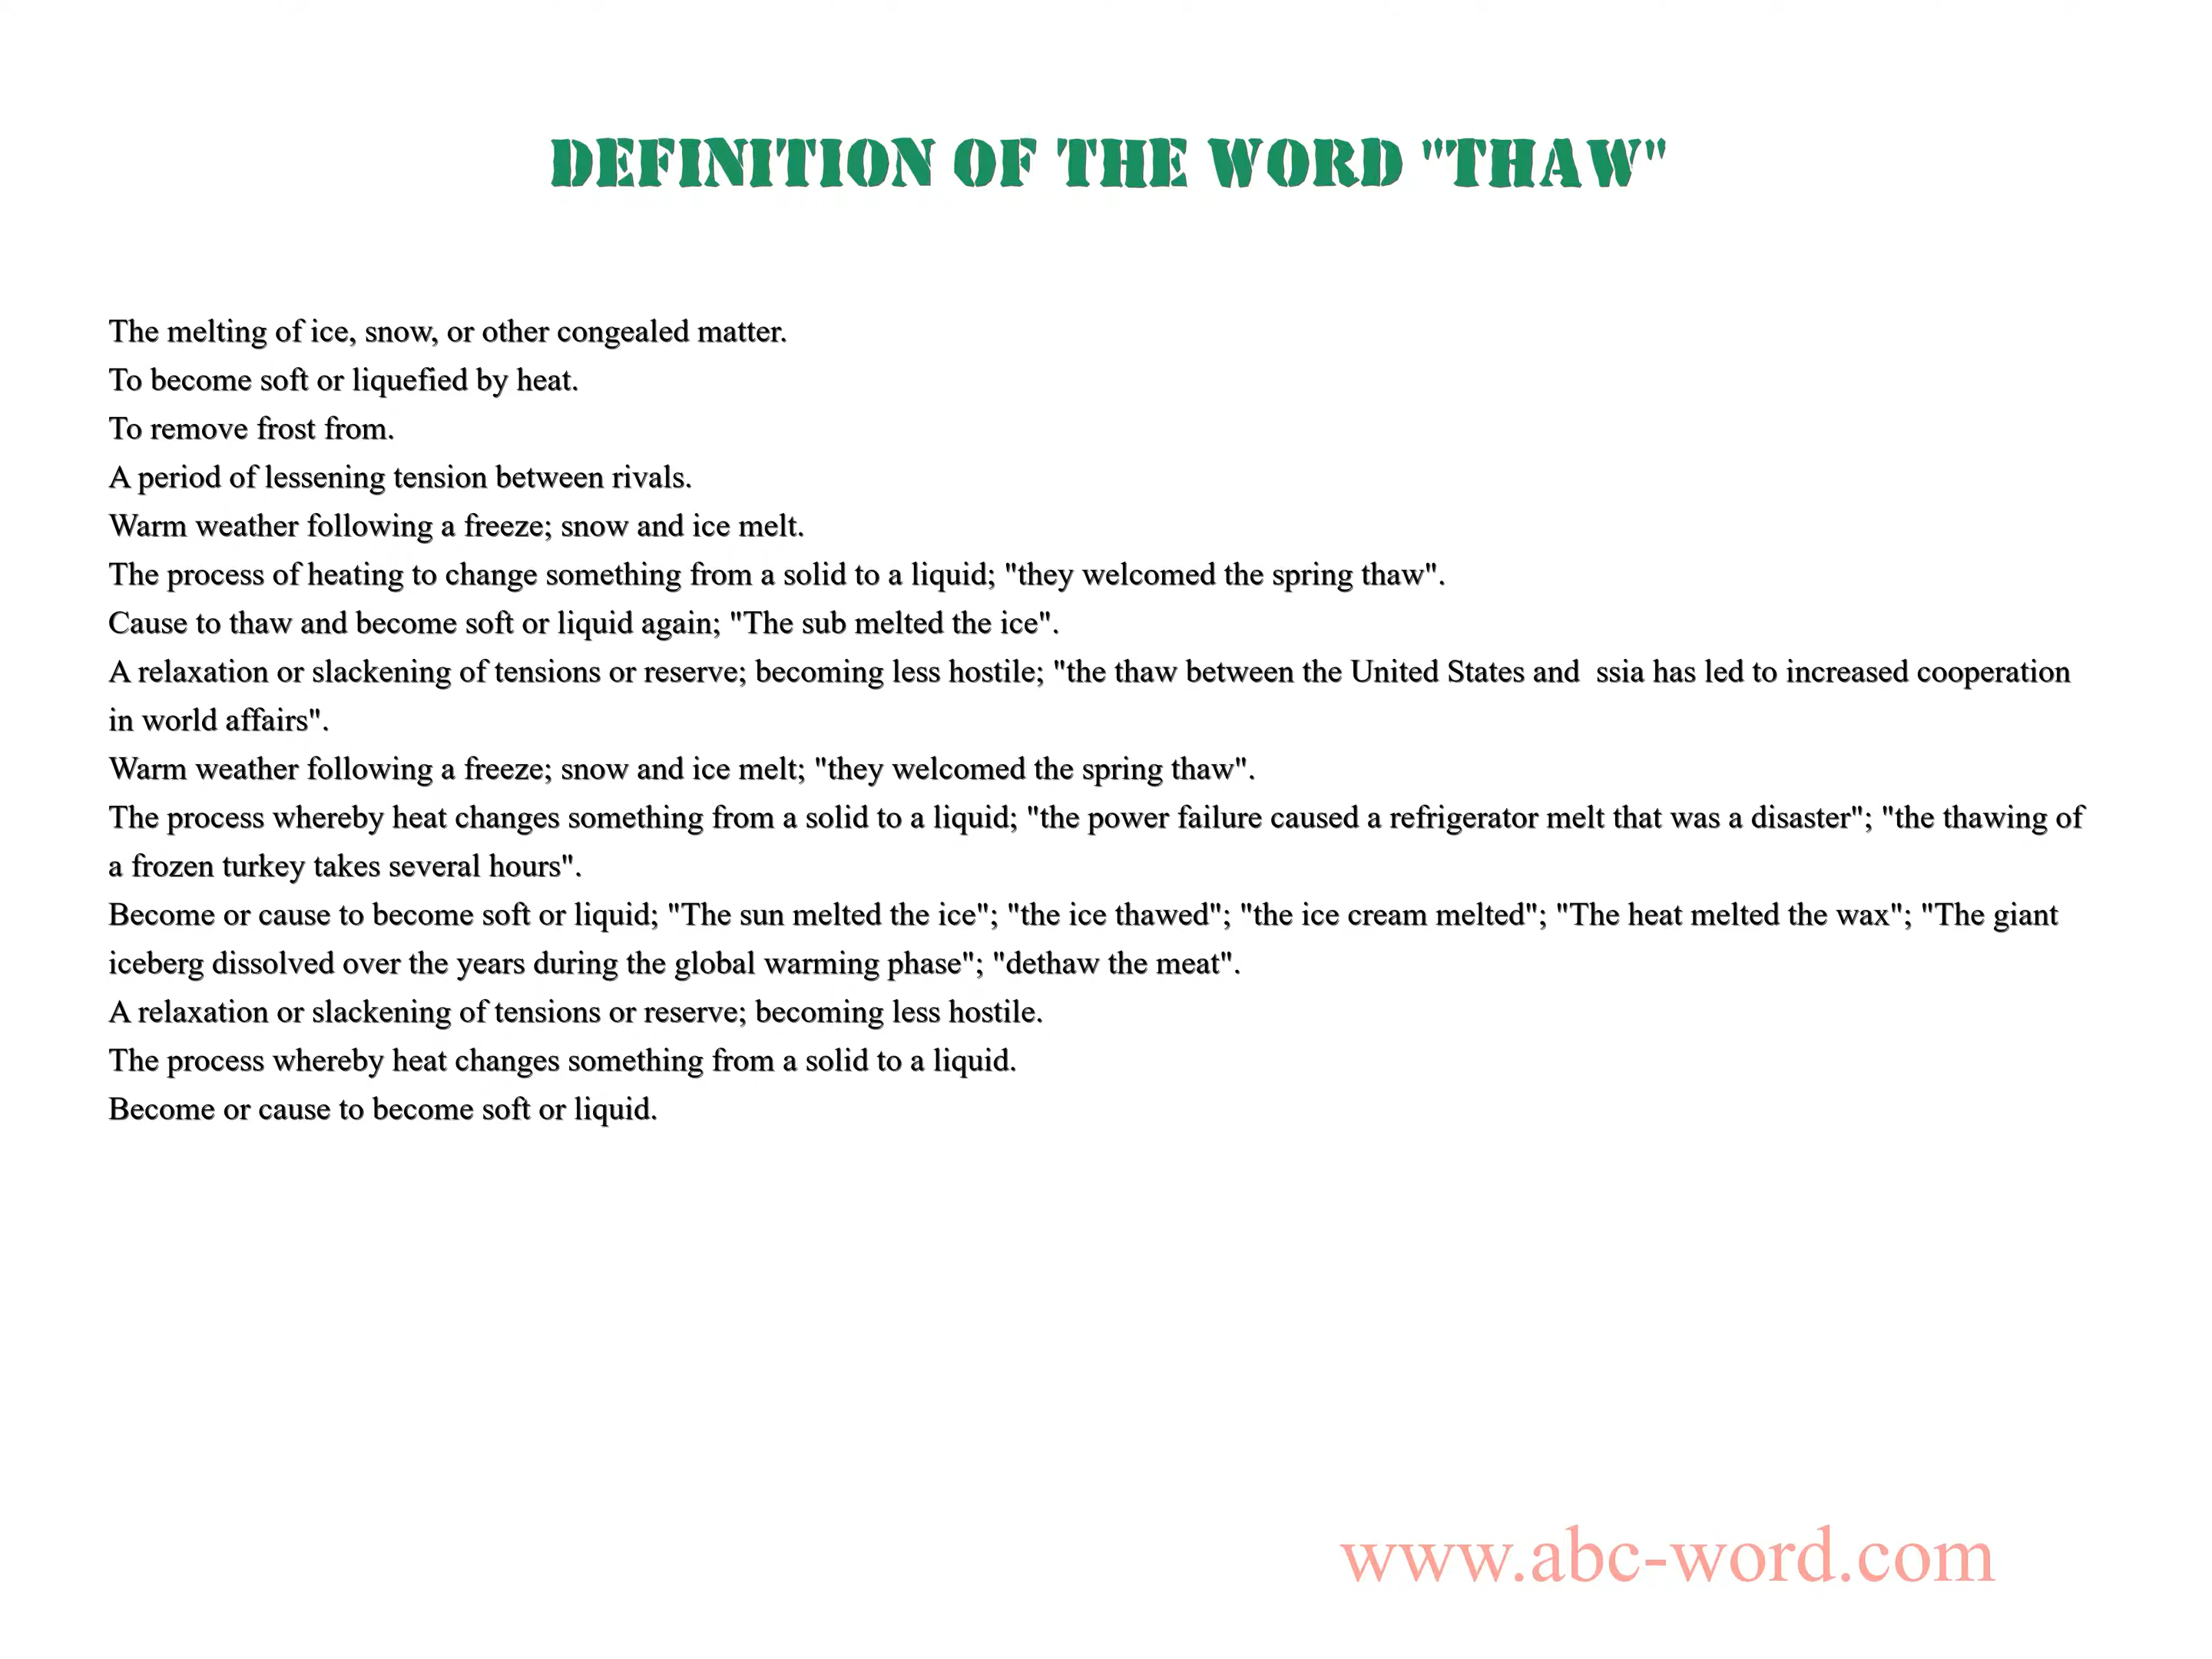 DEFINITION OF THE WORD "THAW"
The melting of ice, snow, or other congealed matter.
To become soft or liquefied by heat.
To remove frost from.
A period of lessening tension between rivals.
Warm weather following a freeze; snow and ice melt.
The process of heating to change something from a solid to a liquid; "they welcomed the spring thaw".
Cause to thaw and become soft or liquid again; "The sub melted the ice".
A relaxation or slackening of tensions or reserve; becoming less hostile; "the thaw between the United States and  ssia has led to increased cooperation
in world affairs".
Warm weather following a freeze; snow and ice melt; "they welcomed the spring thaw".
The process whereby heat changes something from a solid to a liquid; "the power failure caused a refrigerator melt that was a disaster"; "the thawing of
a frozen turkey takes several hours".
Become or cause to become soft or liquid; "The sun melted the ice"; "the ice thawed"; "the ice cream melted"; "The heat melted the wax"; "The giant
iceberg dissolved over the years during the global warming phase"; "dethaw the meat".
A relaxation or slackening of tensions or reserve; becoming less hostile.
The process whereby heat changes something from a solid to a liquid.
Become or cause to become soft or liquid.
www.abc-word.com